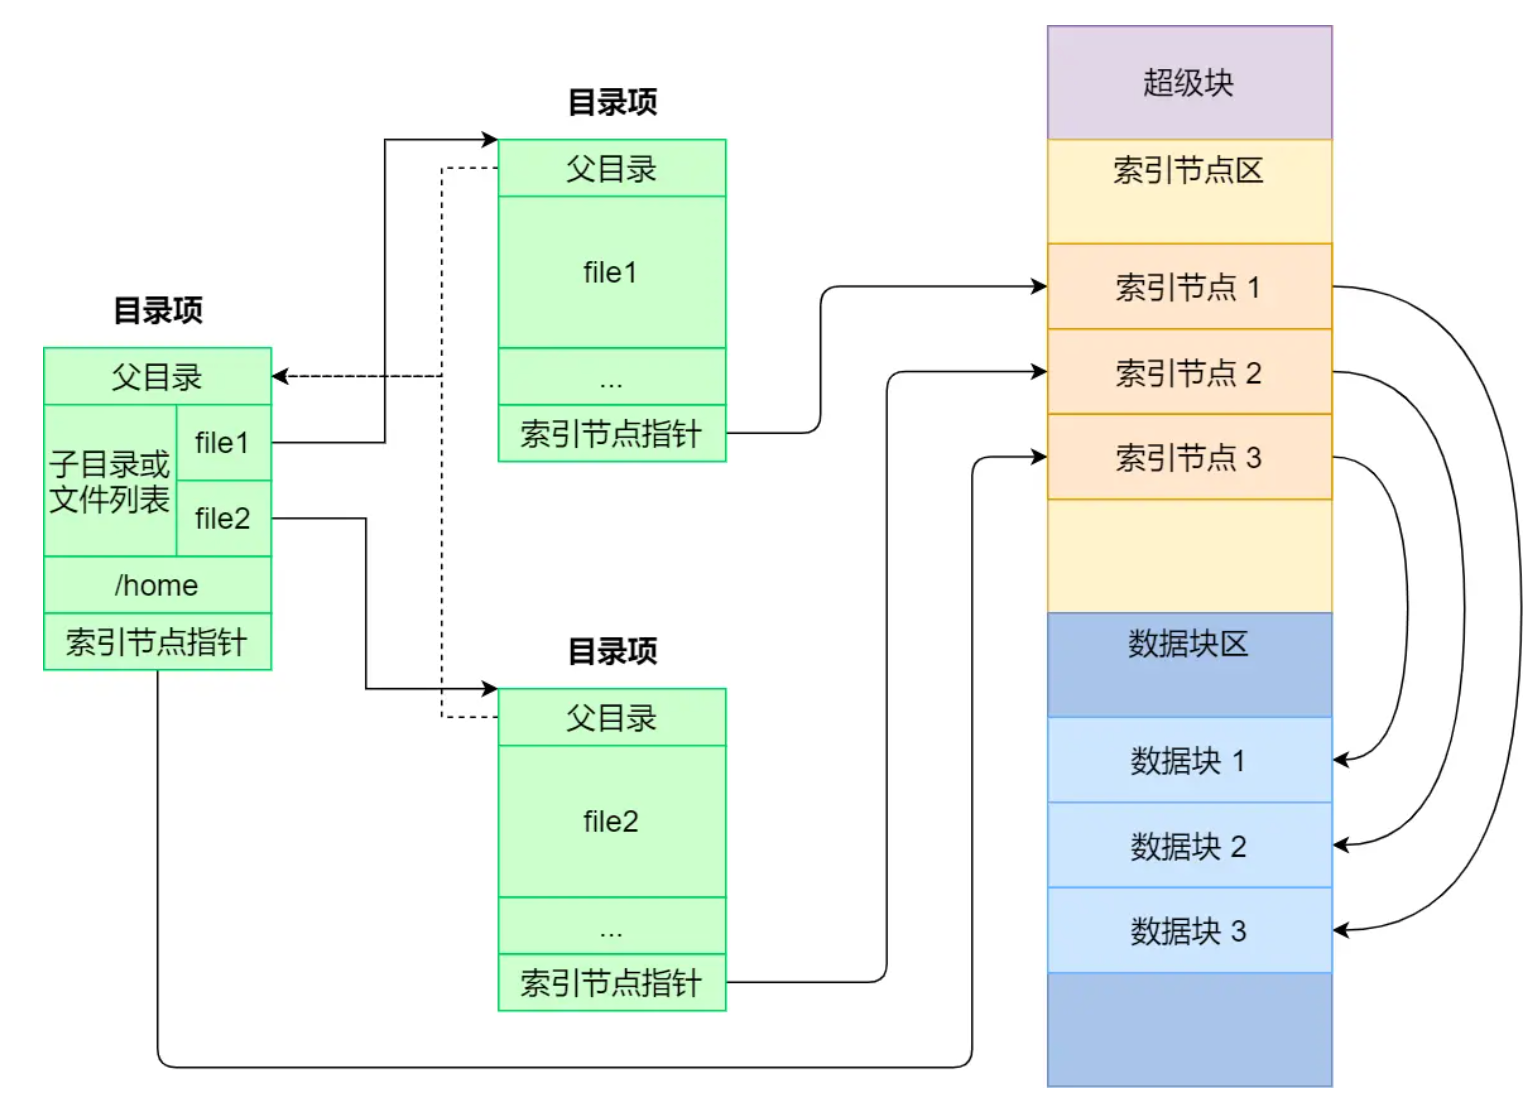 目录项
父目录
子目录或
文件列表
file1
file2
/home
索引节点指针
目录项
父目录
file1
...
索引节点指针
目录项
父目录
file2
...
索引节点指针
超级块
索引节点区
索引节点 1
索引节点 2
索引节点 3
数据块区
数据块 1
数据块 2
数据块 3